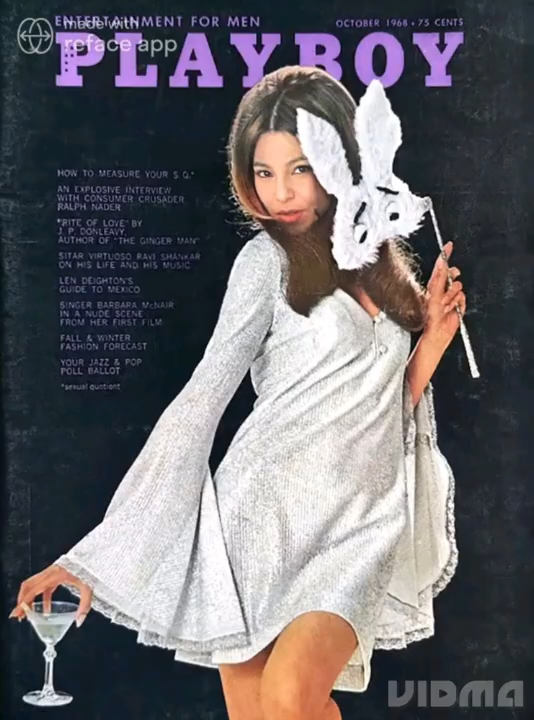 ENTERTAINMENT FOR MEN
OCTOBER 1968 • 75 CENTS
made with
reface app
PLAYBOY
HOW TO MEASURE YOUR S.Q.*
AN EXPLOSIVE INTERVIEW
WITH CONSUMER CRUSADER
RALPH NADER
"RITE OF LOVE" BY
J. P. DONLEAVY,
AUTHOR OF "THE GINGER MAN"
SITAR VIRTUOSO RAVI SHANKAR
ON HIS LIFE AND HIS MUSIC
LEN DEIGHTON'S
GUIDE TO MEXICO
SINGER BARBARA McNAIR
IN A NUDE SCENE
FROM HER FIRST FILM
FALL & WINTER
FASHION FORECAST
YOUR JAZZ & POP
POLL BALLOT
*sexual quotient
VIDMA